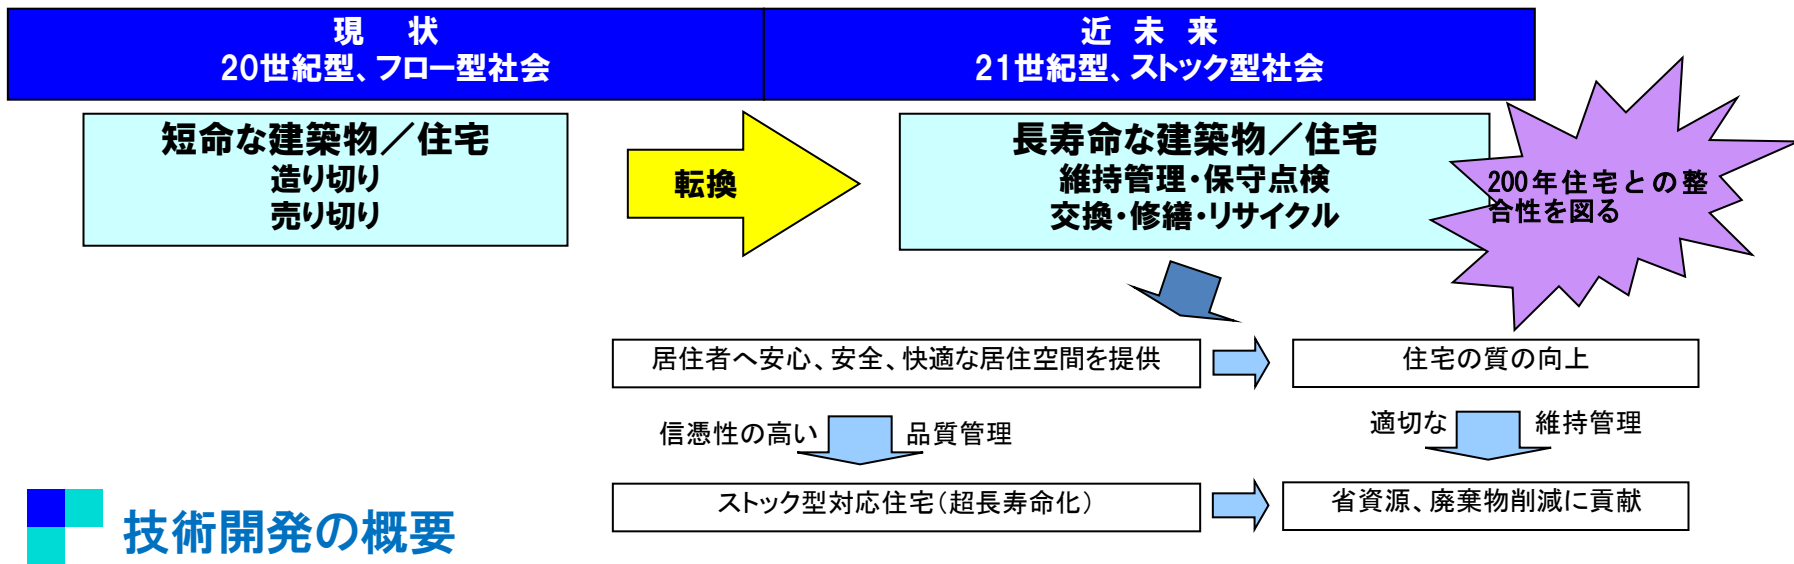 現　状
20世紀型、フロー型社会
近 未 来
21世紀型、ストック型社会
短命な建築物／住宅
造り切り
売り切り
転換
長寿命な建築物／住宅
維持管理・保守点検
交換・修繕・リサイクル
200年住宅との整
合性を図る
居住者へ安心、安全、快適な居住空間を提供
住宅の質の向上
信憑性の高い　品質管理
適切な　維持管理
ストック型対応住宅（超長寿命化）
省資源、廃棄物削減に貢献
技術開発の概要